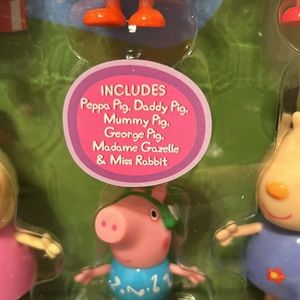 INCLUDES
Peppa Pig, Daddy Pig,
Mummy Pig,
George Pig,
Madame Gazelle
& Miss Rabbit